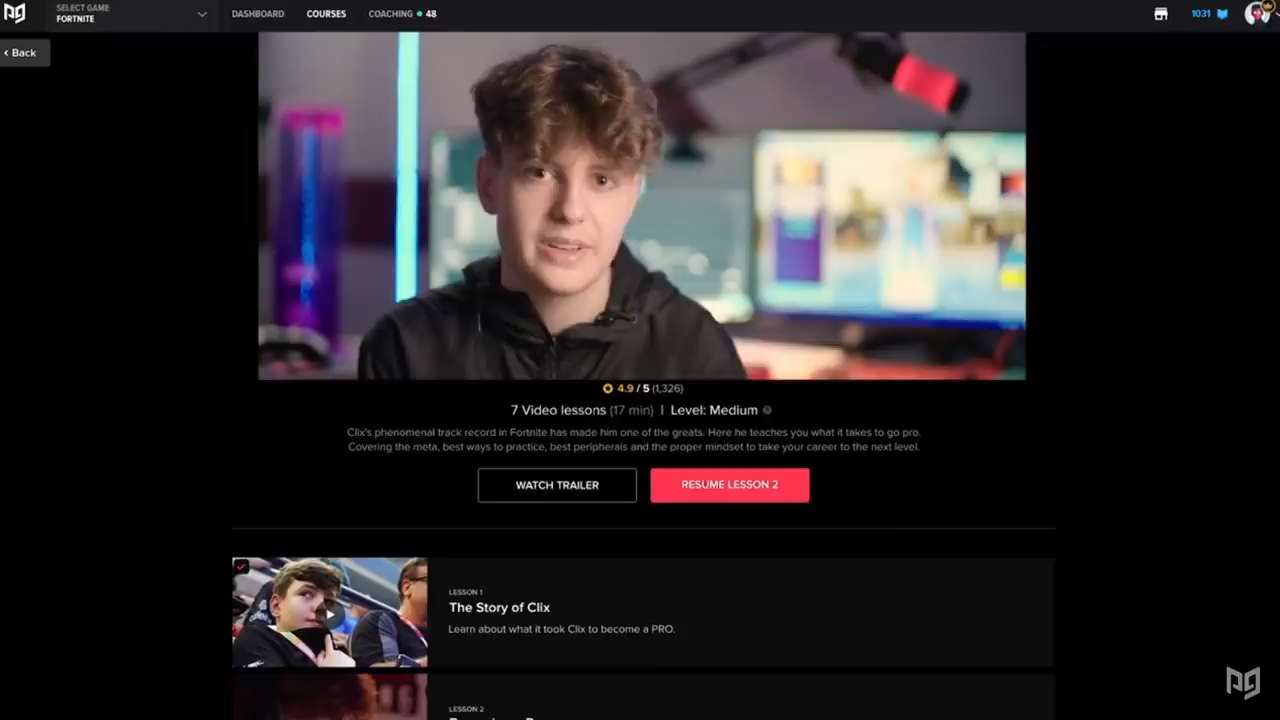 SELECT GAME
FORTNITE
DASHBOARD
COURSES
COACHING 48
1031
Back
4.9 / 5 (1,326)
7 Video lessons (17 min) | Level: Medium
Clix's phenomenal track record in Fortnite has made him one of the greats. Here he teaches you what it takes to go pro.
Covering the meta, best ways to practice, best peripherals and the proper mindset to take your career to the next level.
WATCH TRAILER
RESUME LESSON 2
LESSON 1
The Story of Clix
Learn about what it took Clix to become a PRO.
LESSON 2